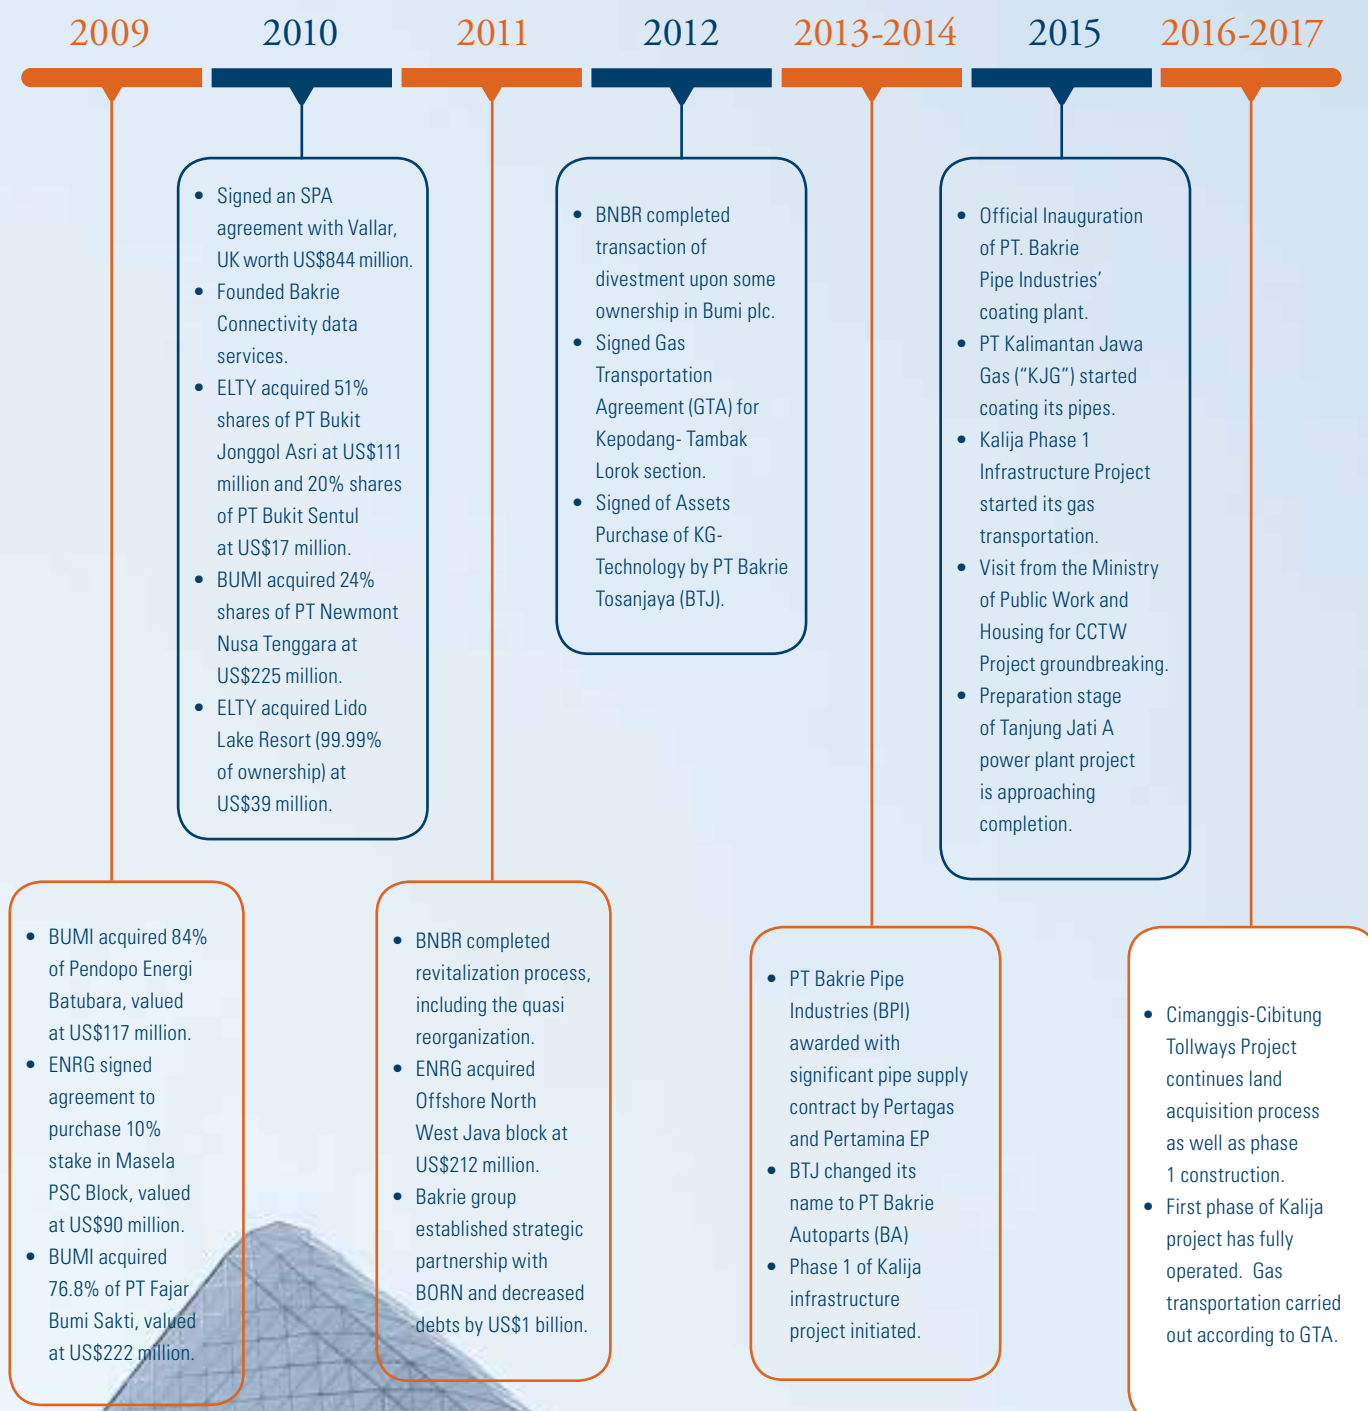 2009
2010
2011
2012
2013-2014
2015
2016-2017
• BUMI acquired 84%
of Pendopo Energi
Batubara, valued
at US$117 million.
• ENRG signed
agreement to
purchase 10%
stake in Masela
PSC Block, valued
at US$90 million.
• BUMI acquired
76.8% of PT Fajar
Bumi Sakti, valued
at US$222 million.
• Signed an SPA
agreement with Vallar,
UK worth US$844 million.
• Founded Bakrie
Connectivity data
services.
• ELTY acquired 51%
shares of PT Bukit
Jonggol Asri at US$111
million and 20% shares
of PT Bukit Sentul
at US$17 million.
• BUMI acquired 24%
shares of PT Newmont
Nusa Tenggara at
US$225 million.
• ELTY acquired Lido
Lake Resort (99.99%
of ownership) at
US$39 million.
• BNBR completed
revitalization process,
including the quasi
reorganization.
• ENRG acquired
Offshore North
West Java block at
US$212 million.
• Bakrie group
established strategic
partnership with
BORN and decreased
debts by US$1 billion.
• BNBR completed
transaction of
divestment upon some
ownership in Bumi plc.
• Signed Gas
Transportation
Agreement (GTA) for
Kepodang- Tambak
Lorok section.
• Signed of Assets
Purchase of KG-
Technology by PT Bakrie
Tosanjaya (BTJ).
• PT Bakrie Pipe
Industries (BPI)
awarded with
significant pipe supply
contract by Pertagas
and Pertamina EP
• BTJ changed its
name to PT Bakrie
Autoparts (BA)
• Phase 1 of Kalija
infrastructure
project initiated.
• Official Inauguration
of PT. Bakrie
Pipe Industries’
coating plant.
• PT Kalimantan Jawa
Gas (“KJG”) started
coating its pipes.
• Kalija Phase 1
Infrastructure Project
started its gas
transportation.
• Visit from the Ministry
of Public Work and
Housing for CCTW
Project groundbreaking.
• Preparation stage
of Tanjung Jati A
power plant project
is approaching
completion.
• Cimanggis-Cibitung
Tollways Project
continues land
acquisition process
as well as phase
1 construction.
• First phase of Kalija
project has fully
operated. Gas
transportation carried
out according to GTA.